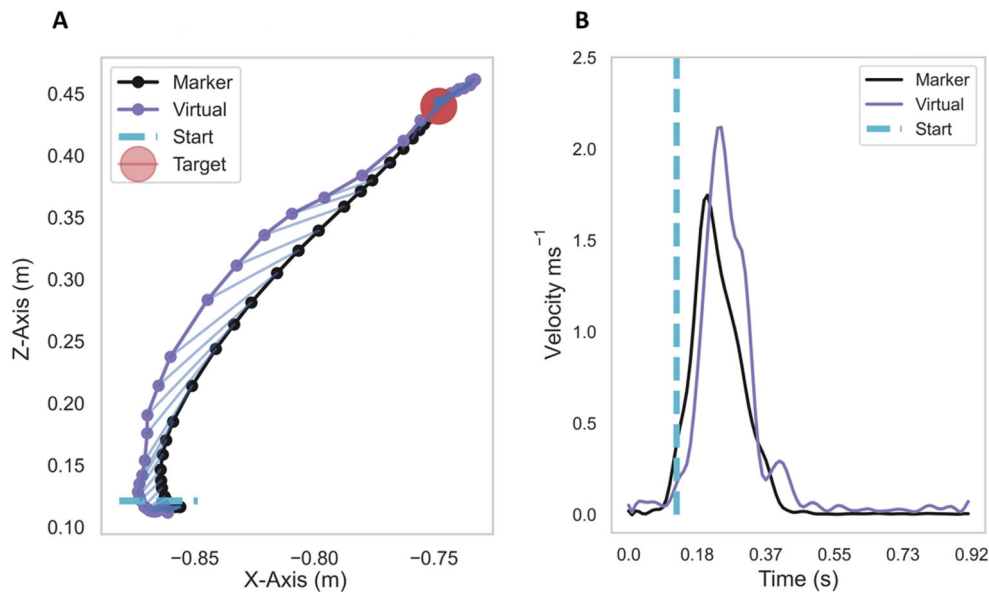 A
Marker
Virtual
Start
Target
0.45
0.40
0.35
0.30
0.25
0.20
0.15
0.10
Z-Axis (m)
−0.85
−0.80
−0.75
X-Axis (m)
B
Marker
Virtual
Start
2.5
2.0
1.5
1.0
0.5
0.0
Velocity ms⁻¹
0.0
0.18
0.37
0.55
0.73
0.92
Time (s)